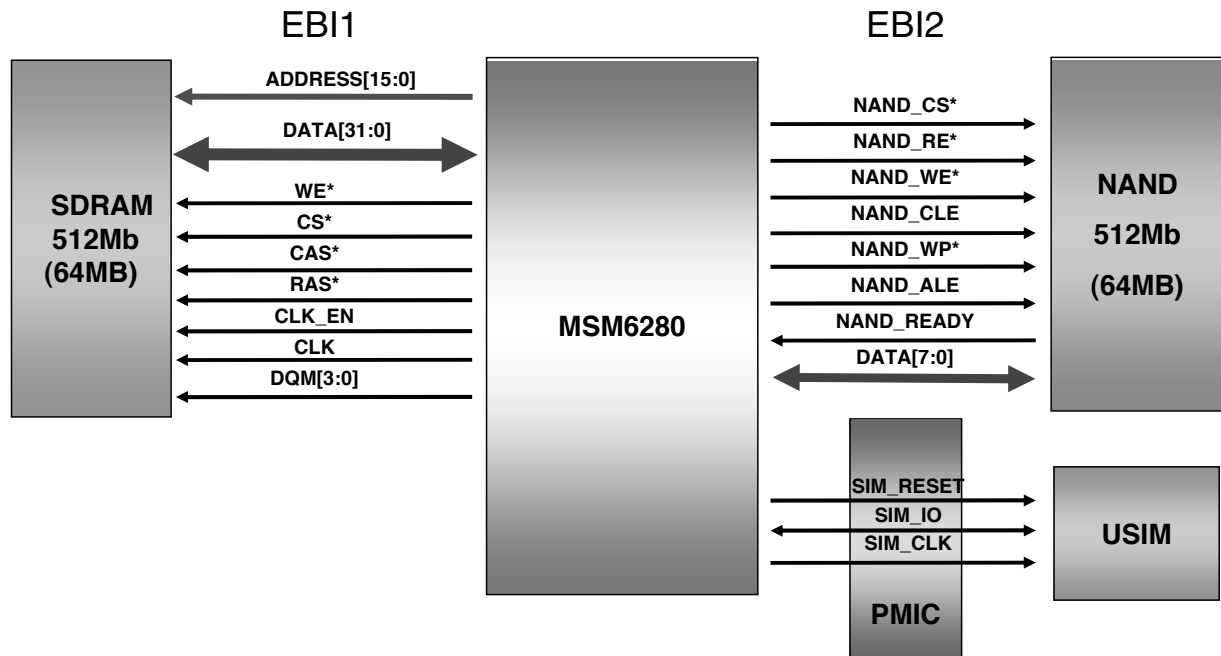 EBI1
EBI2
ADDRESS[15:0]
DATA[31:0]
WE*
CS*
CAS*
RAS*
CLK_EN
CLK
DQM[3:0]
SDRAM
512Mb
(64MB)
MSM6280
NAND_CS*
NAND_RE*
NAND_WE*
NAND_CLE
NAND_WP*
NAND_ALE
NAND_READY
DATA[7:0]
NAND
512Mb
(64MB)
SIM_RESET
SIM_IO
SIM_CLK
PMIC
USIM